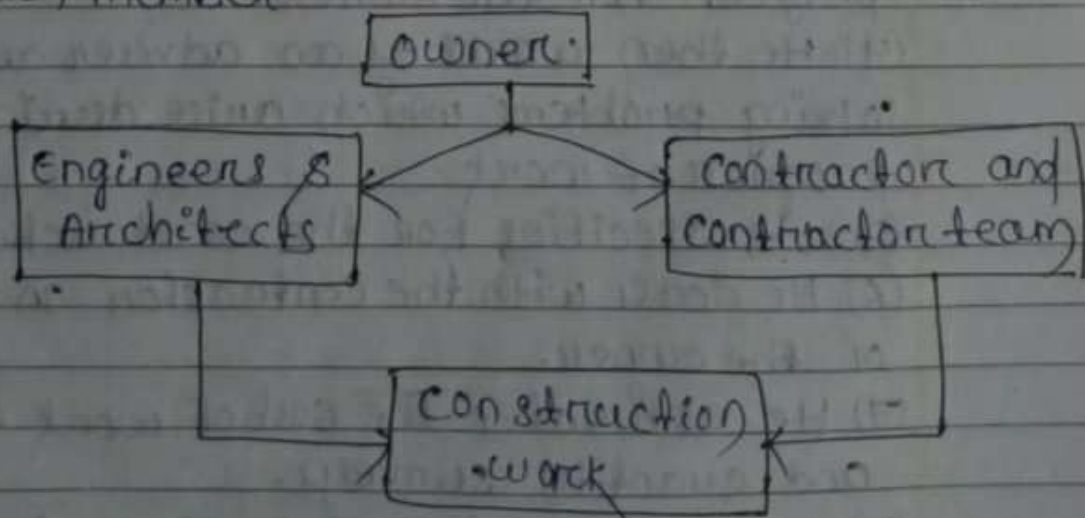 owner.
Engineers &
Architects
contractor and
contractor team
construction
work